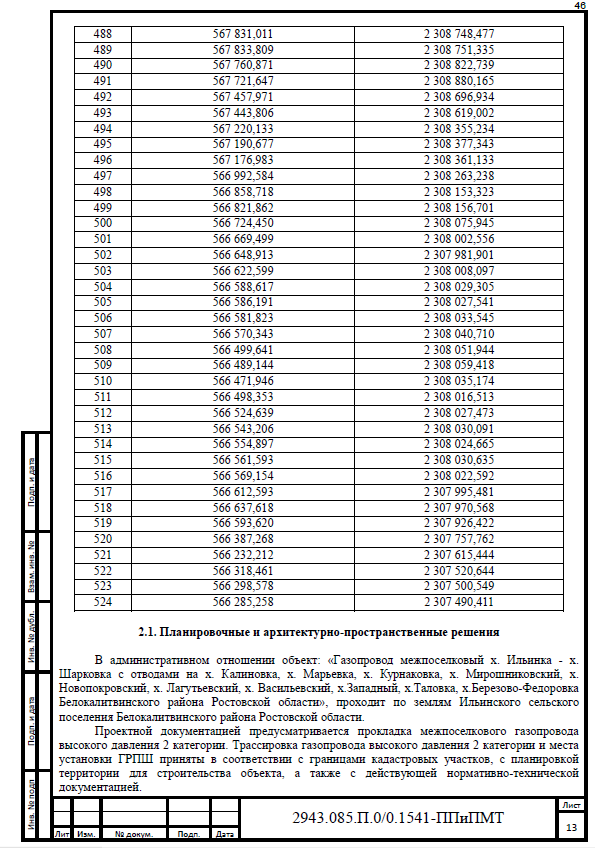 46
488 567 831,011 2 308 748,477
489 567 833,809 2 308 751,335
490 567 760,871 2 308 822,739
491 567 721,647 2 308 880,165
492 567 457,971 2 308 696,934
493 567 443,806 2 308 619,002
494 567 220,133 2 308 355,234
495 567 190,677 2 308 377,343
496 567 176,983 2 308 361,133
497 566 992,584 2 308 263,238
498 566 858,718 2 308 153,323
499 566 821,862 2 308 156,701
500 566 724,450 2 308 075,945
501 566 669,499 2 308 002,556
502 566 648,913 2 307 981,901
503 566 622,599 2 308 008,097
504 566 588,617 2 308 029,305
505 566 586,191 2 308 027,541
506 566 581,823 2 308 033,545
507 566 570,343 2 308 040,710
508 566 499,641 2 308 051,944
509 566 489,144 2 308 059,418
510 566 471,946 2 308 035,174
511 566 498,353 2 308 016,513
512 566 524,639 2 308 027,473
513 566 543,206 2 308 030,091
514 566 554,897 2 308 024,665
515 566 561,593 2 308 030,635
516 566 569,154 2 308 022,592
517 566 612,593 2 307 995,481
518 566 637,618 2 307 970,568
519 566 593,620 2 307 926,422
520 566 387,268 2 307 757,762
521 566 232,212 2 307 615,444
522 566 318,461 2 307 520,644
523 566 298,578 2 307 500,549
524 566 285,258 2 307 490,411
2.1. Планировочные и архитектурно-пространственные решения
В административном отношении объект: «Газопровод межпоселковый х. Ильинка - х.
Шарковка с отводами на х. Калиновка, х. Марьевка, х. Курнаковка, х. Мирошниковский, х.
Новопокровский, х. Лагутьевский, х. Васильевский, х.Западный, х.Таловка, х.Березово-Федоровка
Белокалитвинского района Ростовской области», проходит по землям Ильинского сельского
поселения Белокалитвинского района Ростовской области.
Проектной документацией предусматривается прокладка межпоселкового газопровода
высокого давления 2 категории. Трассировка газопровода высокого давления 2 категории и места
установки ГРПШ приняты в соответствии с границами кадастровых участков, с планировкой
территории для строительства объекта, а также с действующей нормативно-технической
документацией.
Подп. и дата
Взам. инв. №
Инв. № дубл.
Подп. и дата
Инв. № подп
Лит Изм. № докум. Подп. Дата
2943.085.П.0/0.1541-ППиПМТ
Лист
13